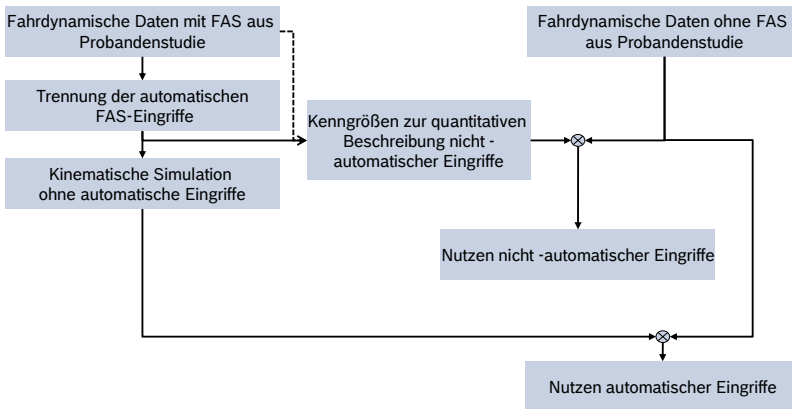 Fahrdynamische Daten mit FAS aus
Probandenstudie
Fahrdynamische Daten ohne FAS
aus Probandenstudie
Trennung der automatischen
FAS-Eingriffe
Kenngrößen zur quantitativen
Beschreibung nicht -
automatischer Eingriffe
Kinematische Simulation
ohne automatische Eingriffe
Nutzen nicht -automatischer Eingriffe
Nutzen automatischer Eingriffe